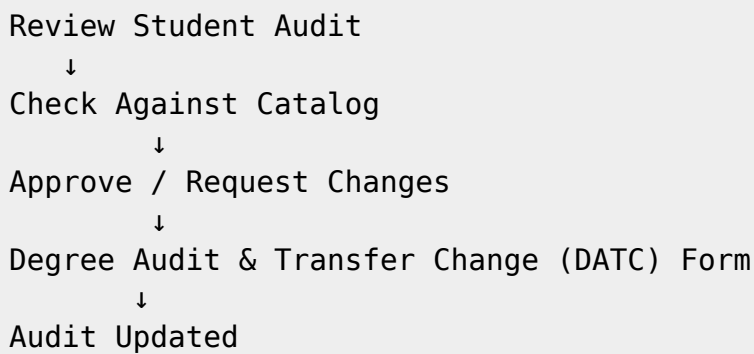 Review Student Audit
↓
Check Against Catalog
↓
Approve / Request Changes
↓
Degree Audit & Transfer Change (DATC) Form
↓
Audit Updated